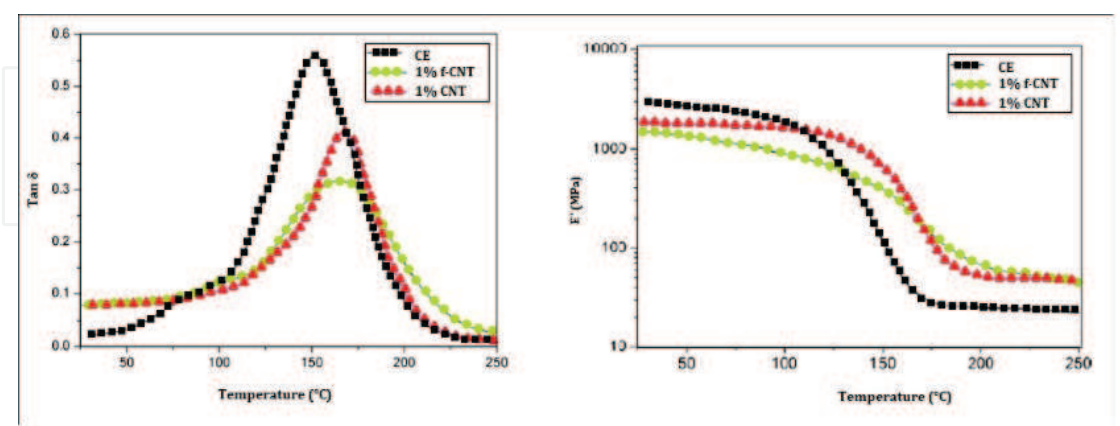 0.6
0.5
0.4
0.3
0.2
0.1
0.0
Tan δ
CE
1% f-CNT
1% CNT
50 100 150 200 250
Temperature (°C)
10000
1000
100
10
E' (MPa)
CE
1% f-CNT
1% CNT
50 100 150 200 250
Temperature (°C)